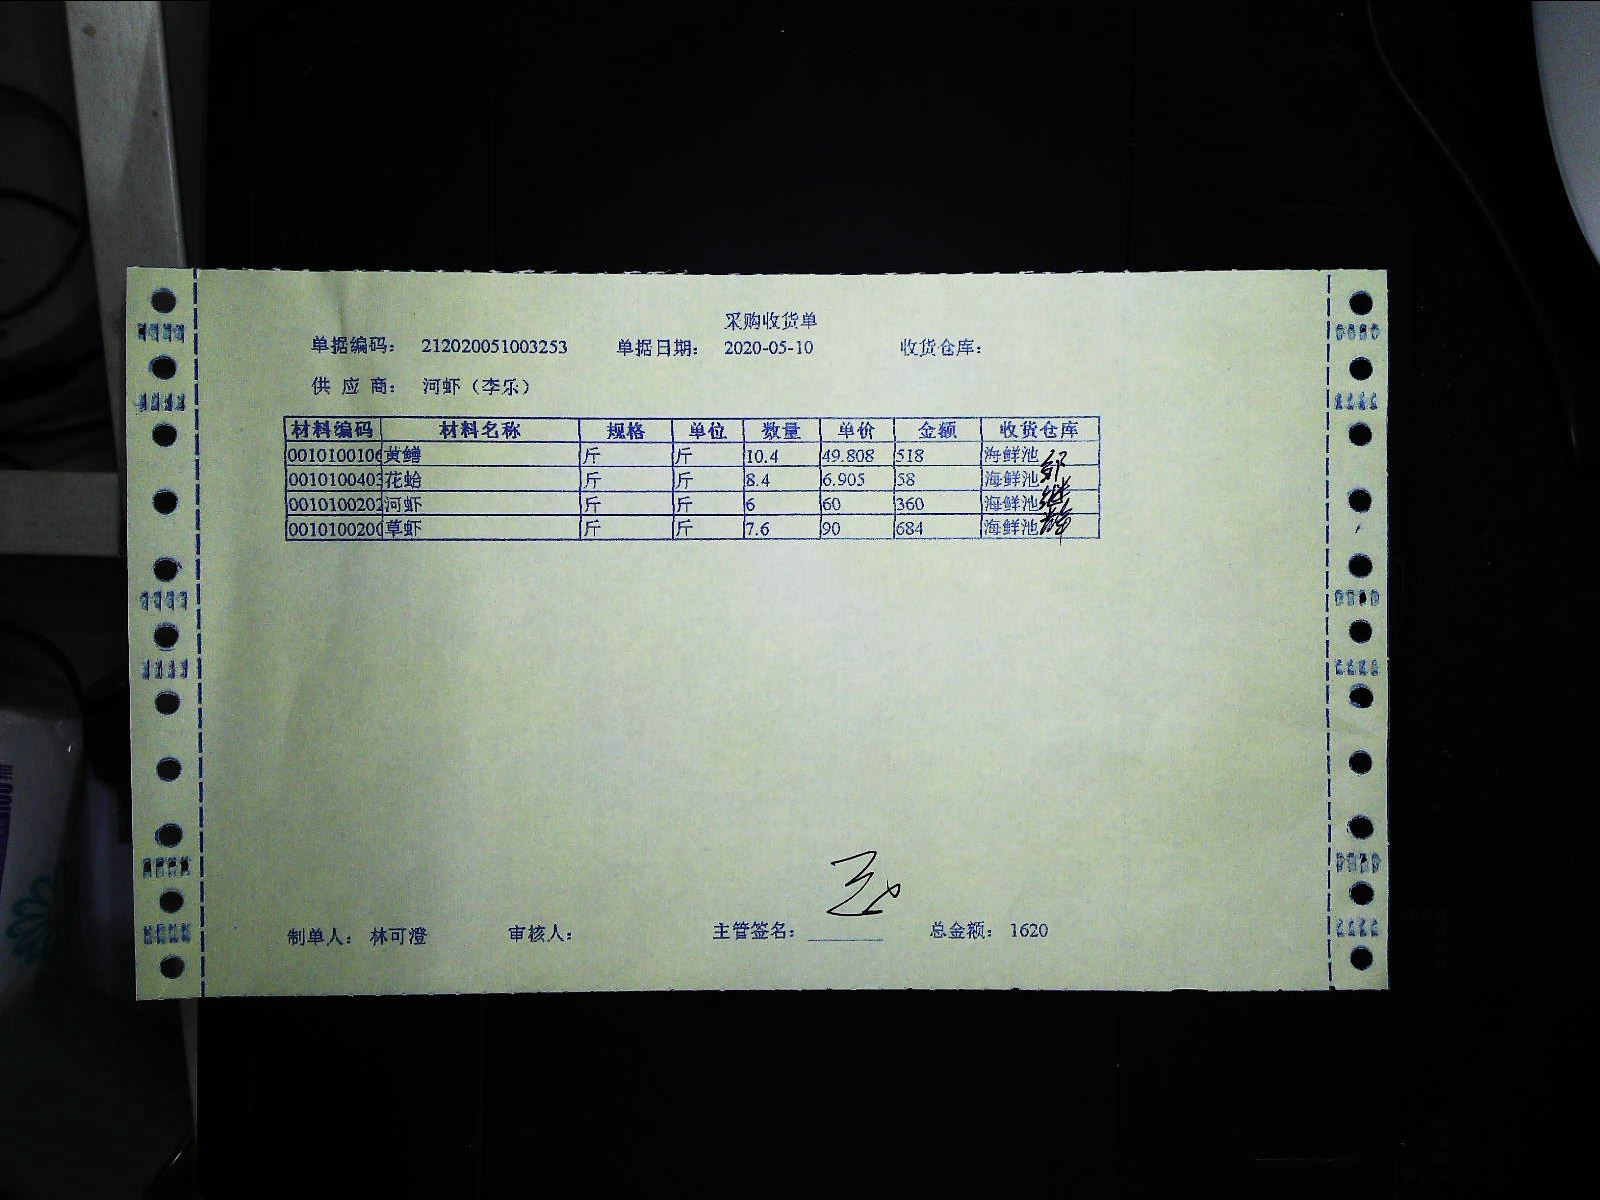 采购收货单
单据编码： 212020051003253 单据日期： 2020-05-10 收货仓库：
供 应 商： 河虾（李乐）
材料编码 材料名称 规格 单位 数量 单价 金额 收货仓库
0010100106 黄鳝 斤 斤 10.4 49.808 518 海鲜池
001010040 花蛤 斤 斤 8.4 6.905 58 海鲜池
001010020 河虾 斤 斤 6 60 360 海鲜池
001010020 草虾 斤 斤 7.6 90 684 海鲜池
制单人： 林可澄 审核人： 主管签名： 总金额： 1620